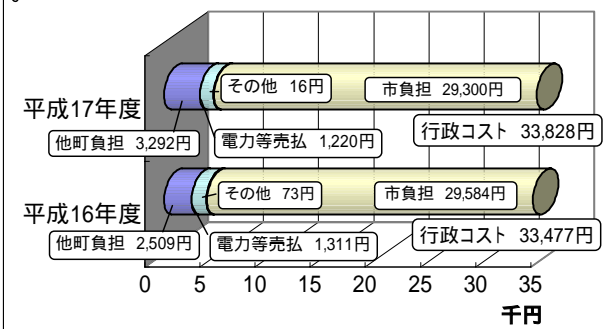 平成17年度
その他 16円
市負担 29,300円
他町負担 3,292円
電力等売払 1,220円
行政コスト 33,828円
平成16年度
その他 73円
市負担 29,584円
他町負担 2,509円
電力等売払 1,311円
行政コスト 33,477円
0 5 10 15 20 25 30 35
千円